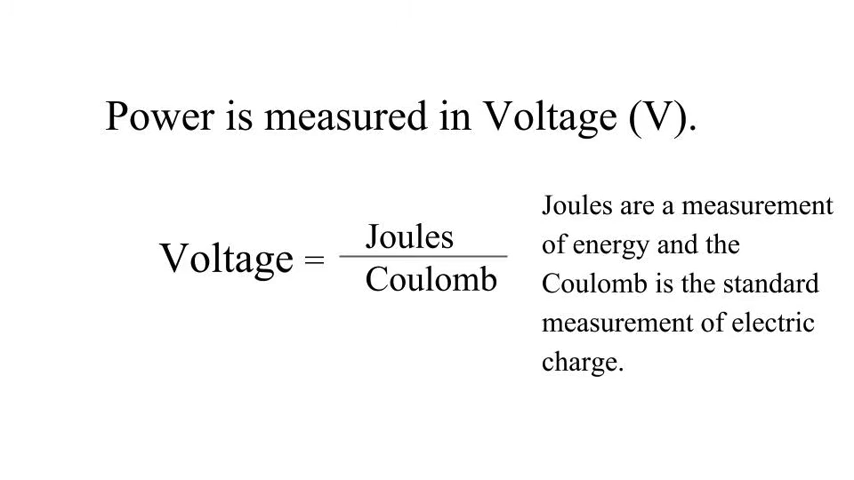 Power is measured in Voltage (V).
Voltage = Joules
Coulomb
Joules are a measurement
of energy and the
Coulomb is the standard
measurement of electric
charge.